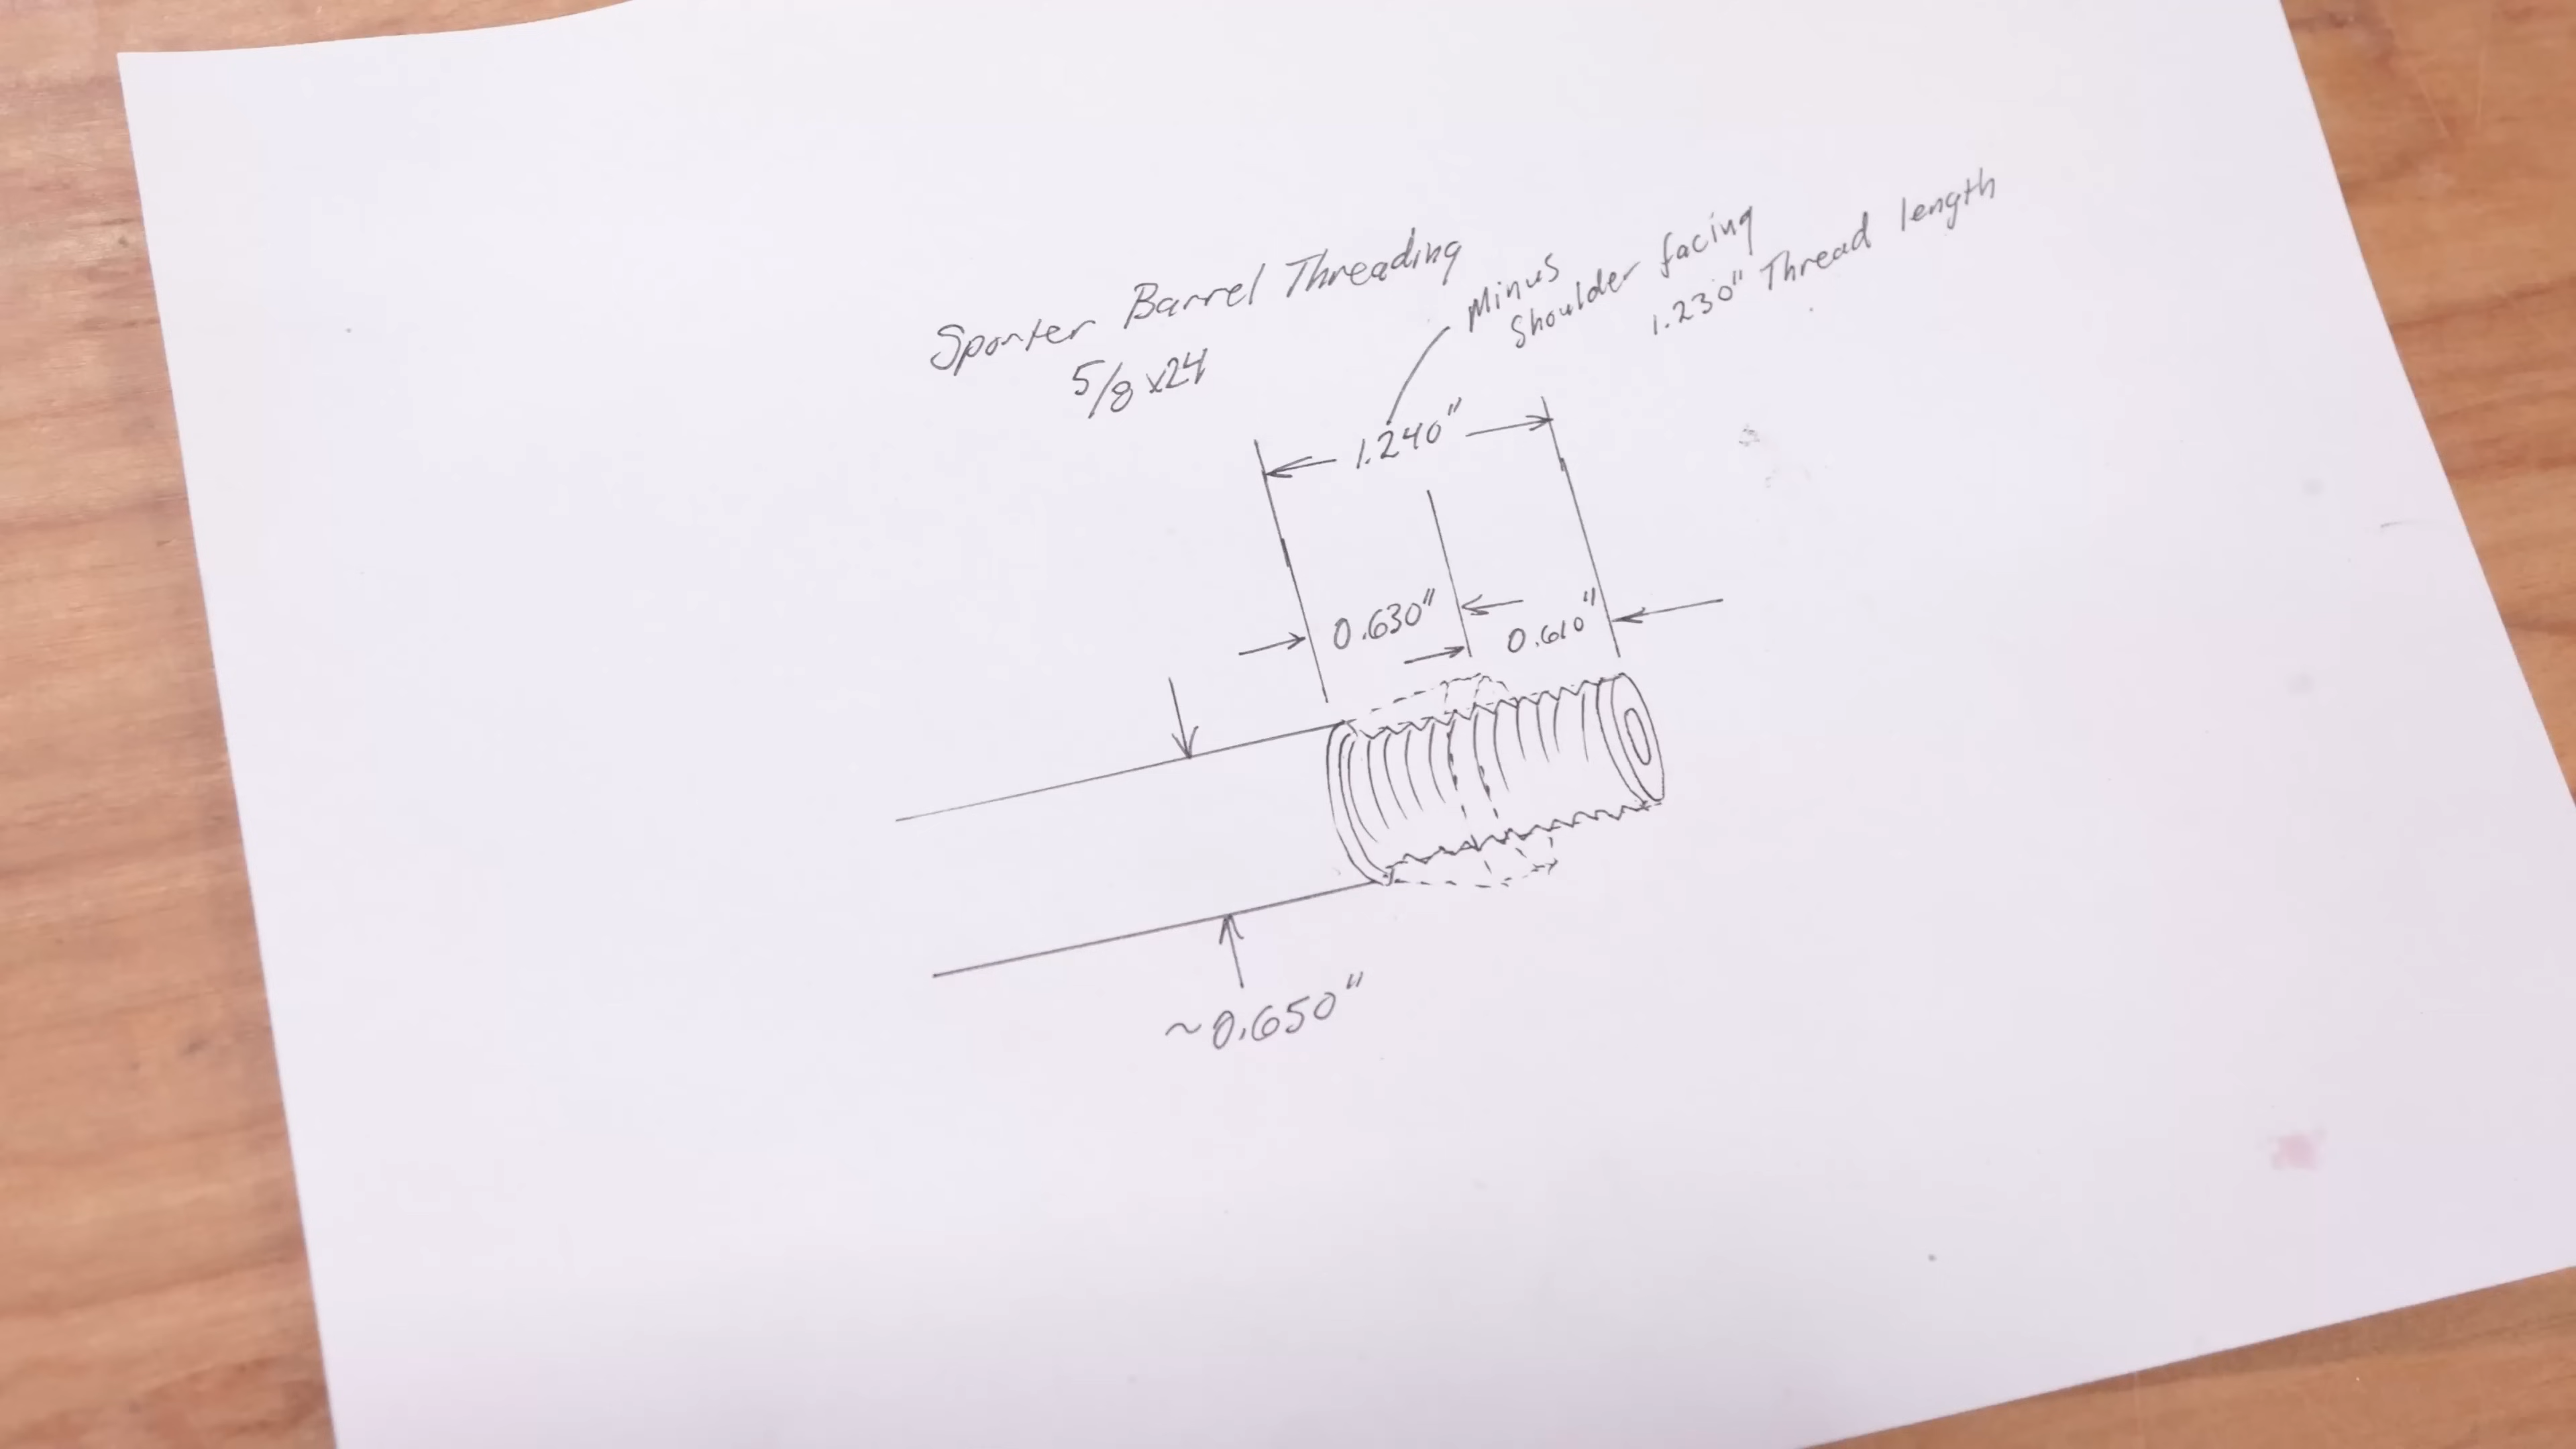 Sporter Barrel Threading
5/8 x24
Minus
Shoulder facing
1.230" Thread length
1.240"
0.630"
0.610"
~0.650"